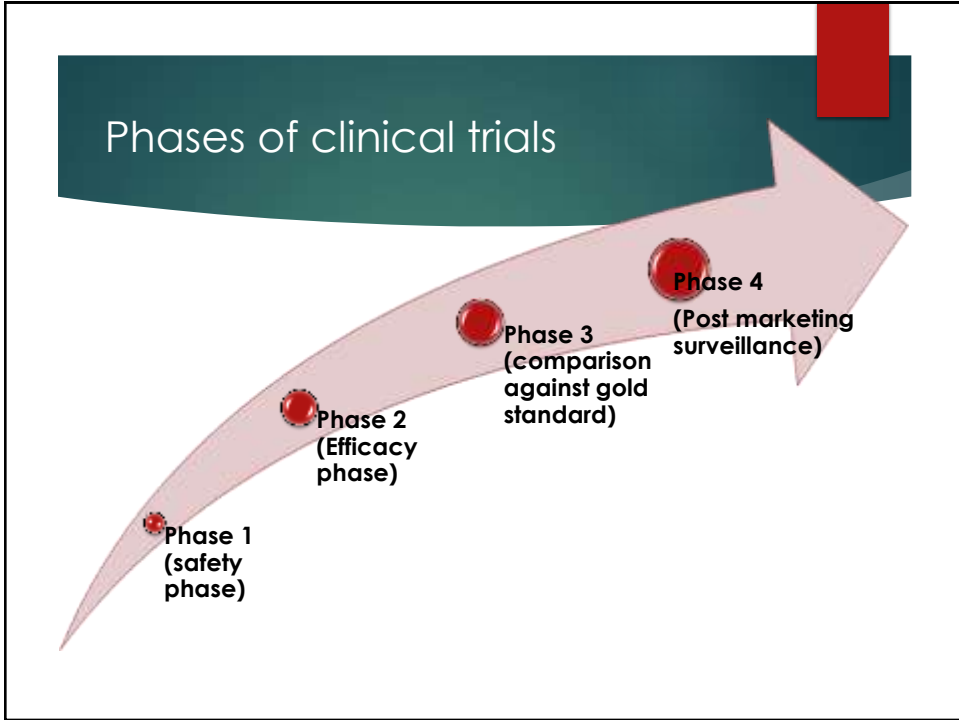 Phases of clinical trials
Phase 1
(safety
phase)
Phase 2
(Efficacy
phase)
Phase 3
(comparison
against gold
standard)
Phase 4
(Post marketing
surveillance)